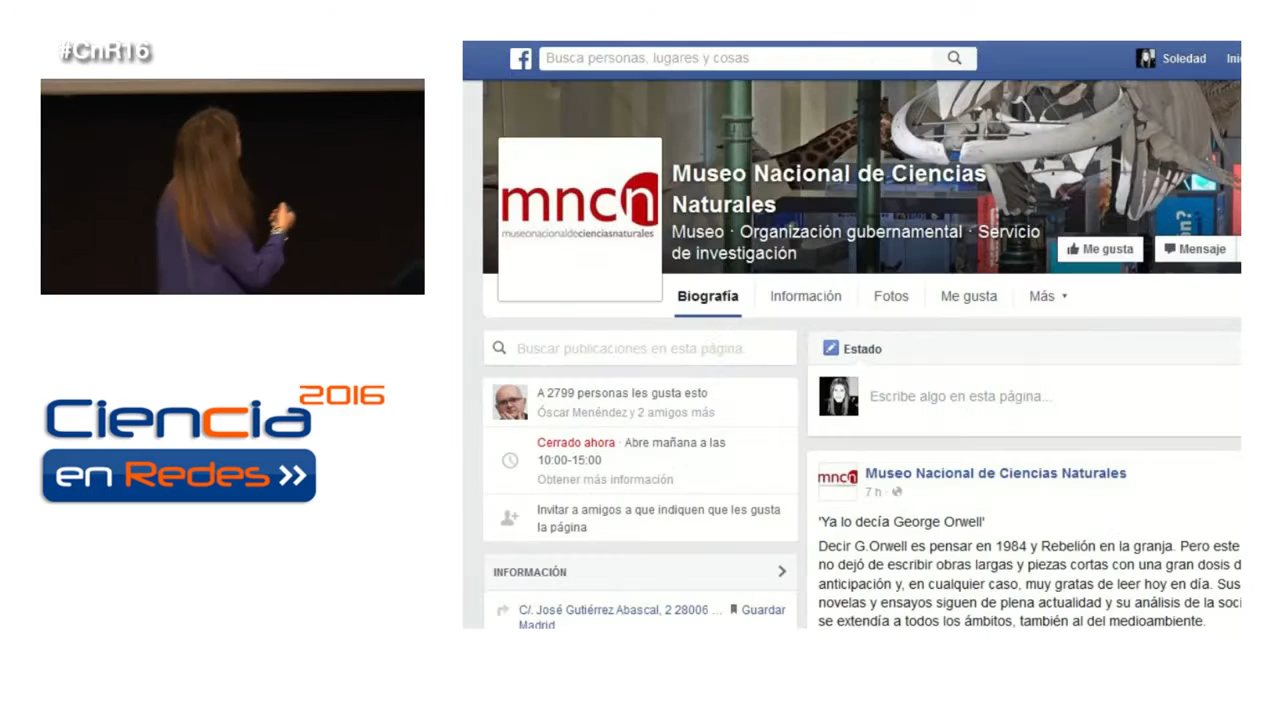 #CnR16
Ciencia 2016
en Redes »
Busca personas, lugares y cosas
Soledad
Ini
Museo Nacional de Ciencias
Naturales
Museo · Organización gubernamental · Servicio
de investigación
Me gusta
Mensaje
mncn
museonacionaldecienciasnaturales
Biografía
Información
Fotos
Me gusta
Más
Buscar publicaciones en esta página
A 2799 personas les gusta esto
Óscar Menéndez y 2 amigos más
Cerrado ahora · Abre mañana a las
10:00-15:00
Obtener más información
Invitar a amigos a que indiquen que les gusta
la página
INFORMACIÓN
C/. José Gutiérrez Abascal, 2 28006 ...
Madrid
Guardar
Estado
Escribe algo en esta página...
mncn
Museo Nacional de Ciencias Naturales
7 h ·
'Ya lo decía George Orwell'
Decir G.Orwell es pensar en 1984 y Rebelión en la granja. Pero este
no dejó de escribir obras largas y piezas cortas con una gran dosis d
anticipación y, en cualquier caso, muy gratas de leer hoy en día. Sus
novelas y ensayos siguen de plena actualidad y su análisis de la soci
se extendía a todos los ámbitos, también al del medioambiente.